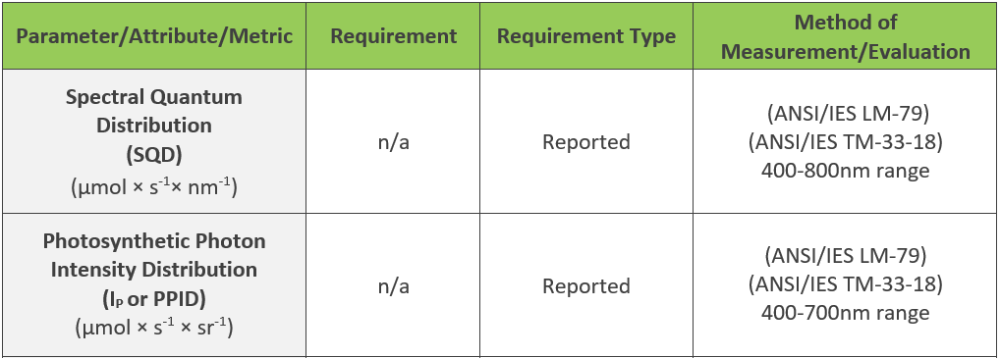 Parameter/Attribute/Metric
Requirement
Requirement Type
Method of
Measurement/Evaluation
Spectral Quantum
Distribution
(SQD)
(µmol × s⁻¹× nm⁻¹)
n/a
Reported
(ANSI/IES LM-79)
(ANSI/IES TM-33-18)
400-800nm range
Photosynthetic Photon
Intensity Distribution
(Iₚ or PPID)
(µmol × s⁻¹ × sr⁻¹)
n/a
Reported
(ANSI/IES LM-79)
(ANSI/IES TM-33-18)
400-700nm range